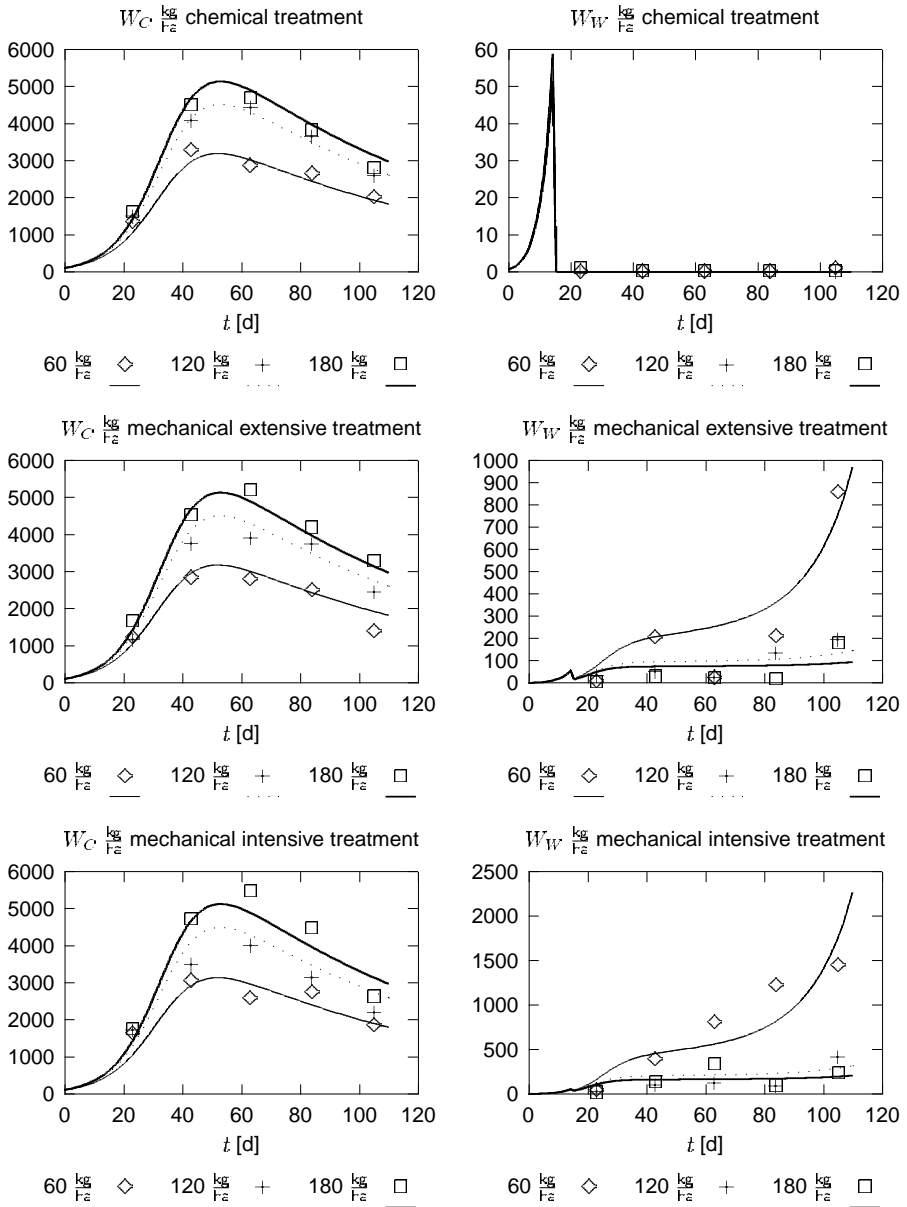 W_C kg/ha chemical treatment
W_W kg/ha chemical treatment
6000
5000
4000
3000
2000
1000
0
0 20 40 60 80 100 120
t [d]
60
50
40
30
20
10
0
0 20 40 60 80 100 120
t [d]
60 kg/ha 120 kg/ha 180 kg/ha
60 kg/ha 120 kg/ha 180 kg/ha
W_C kg/ha mechanical extensive treatment
W_W kg/ha mechanical extensive treatment
6000
5000
4000
3000
2000
1000
0
0 20 40 60 80 100 120
t [d]
1000
900
800
700
600
500
400
300
200
100
0
0 20 40 60 80 100 120
t [d]
60 kg/ha 120 kg/ha 180 kg/ha
60 kg/ha 120 kg/ha 180 kg/ha
W_C kg/ha mechanical intensive treatment
W_W kg/ha mechanical intensive treatment
6000
5000
4000
3000
2000
1000
0
0 20 40 60 80 100 120
t [d]
2500
2000
1500
1000
500
0
0 20 40 60 80 100 120
t [d]
60 kg/ha 120 kg/ha 180 kg/ha
60 kg/ha 120 kg/ha 180 kg/ha